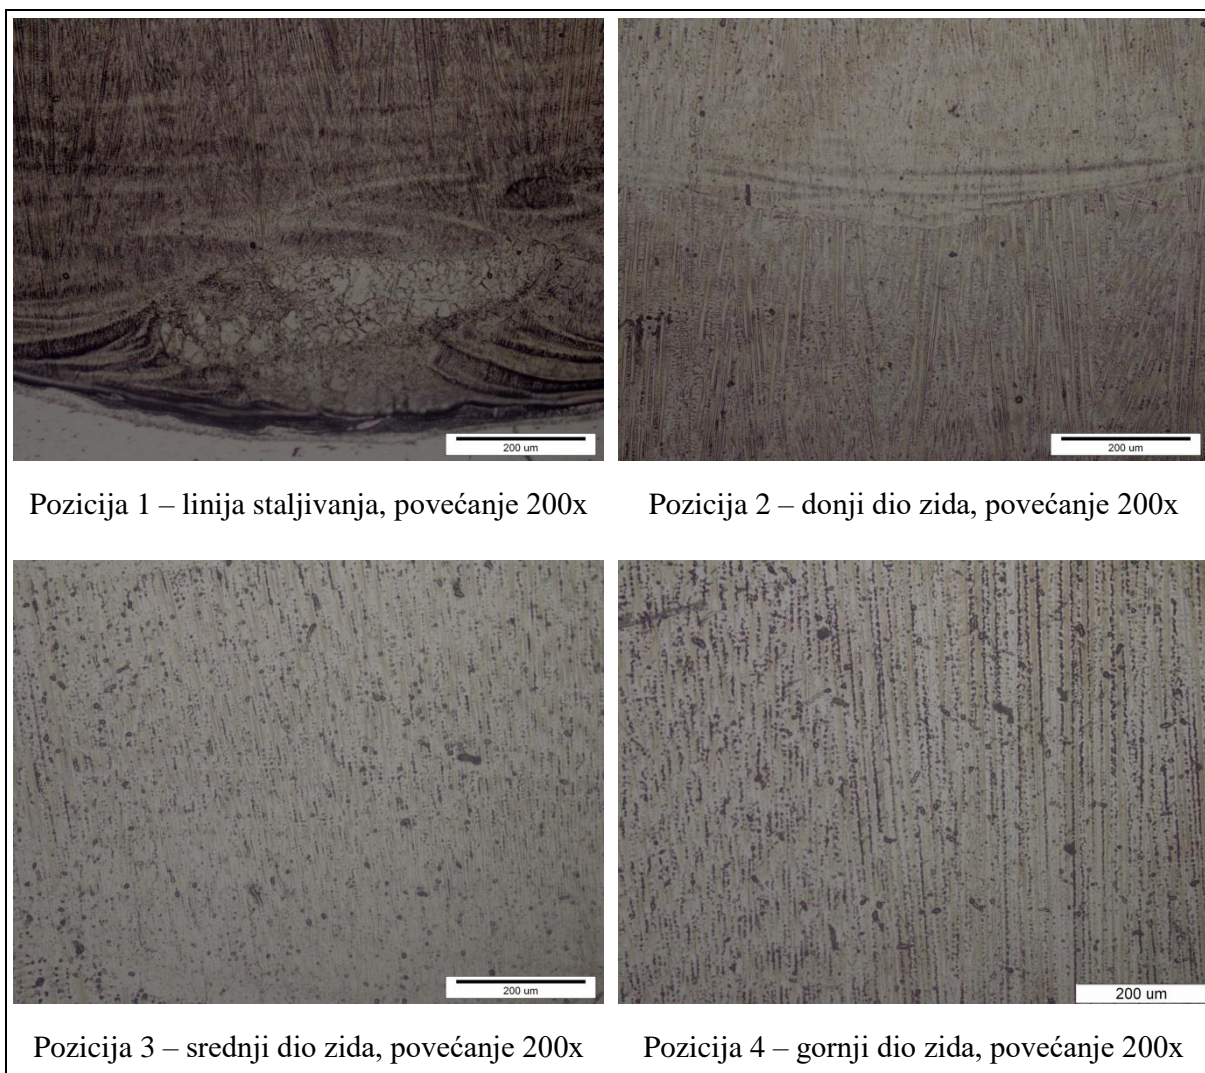 200 um
200 um
Pozicija 1 – linija staljivanja, povećanje 200x
Pozicija 2 – donji dio zida, povećanje 200x
200 um
200 um
Pozicija 3 – srednji dio zida, povećanje 200x
Pozicija 4 – gornji dio zida, povećanje 200x